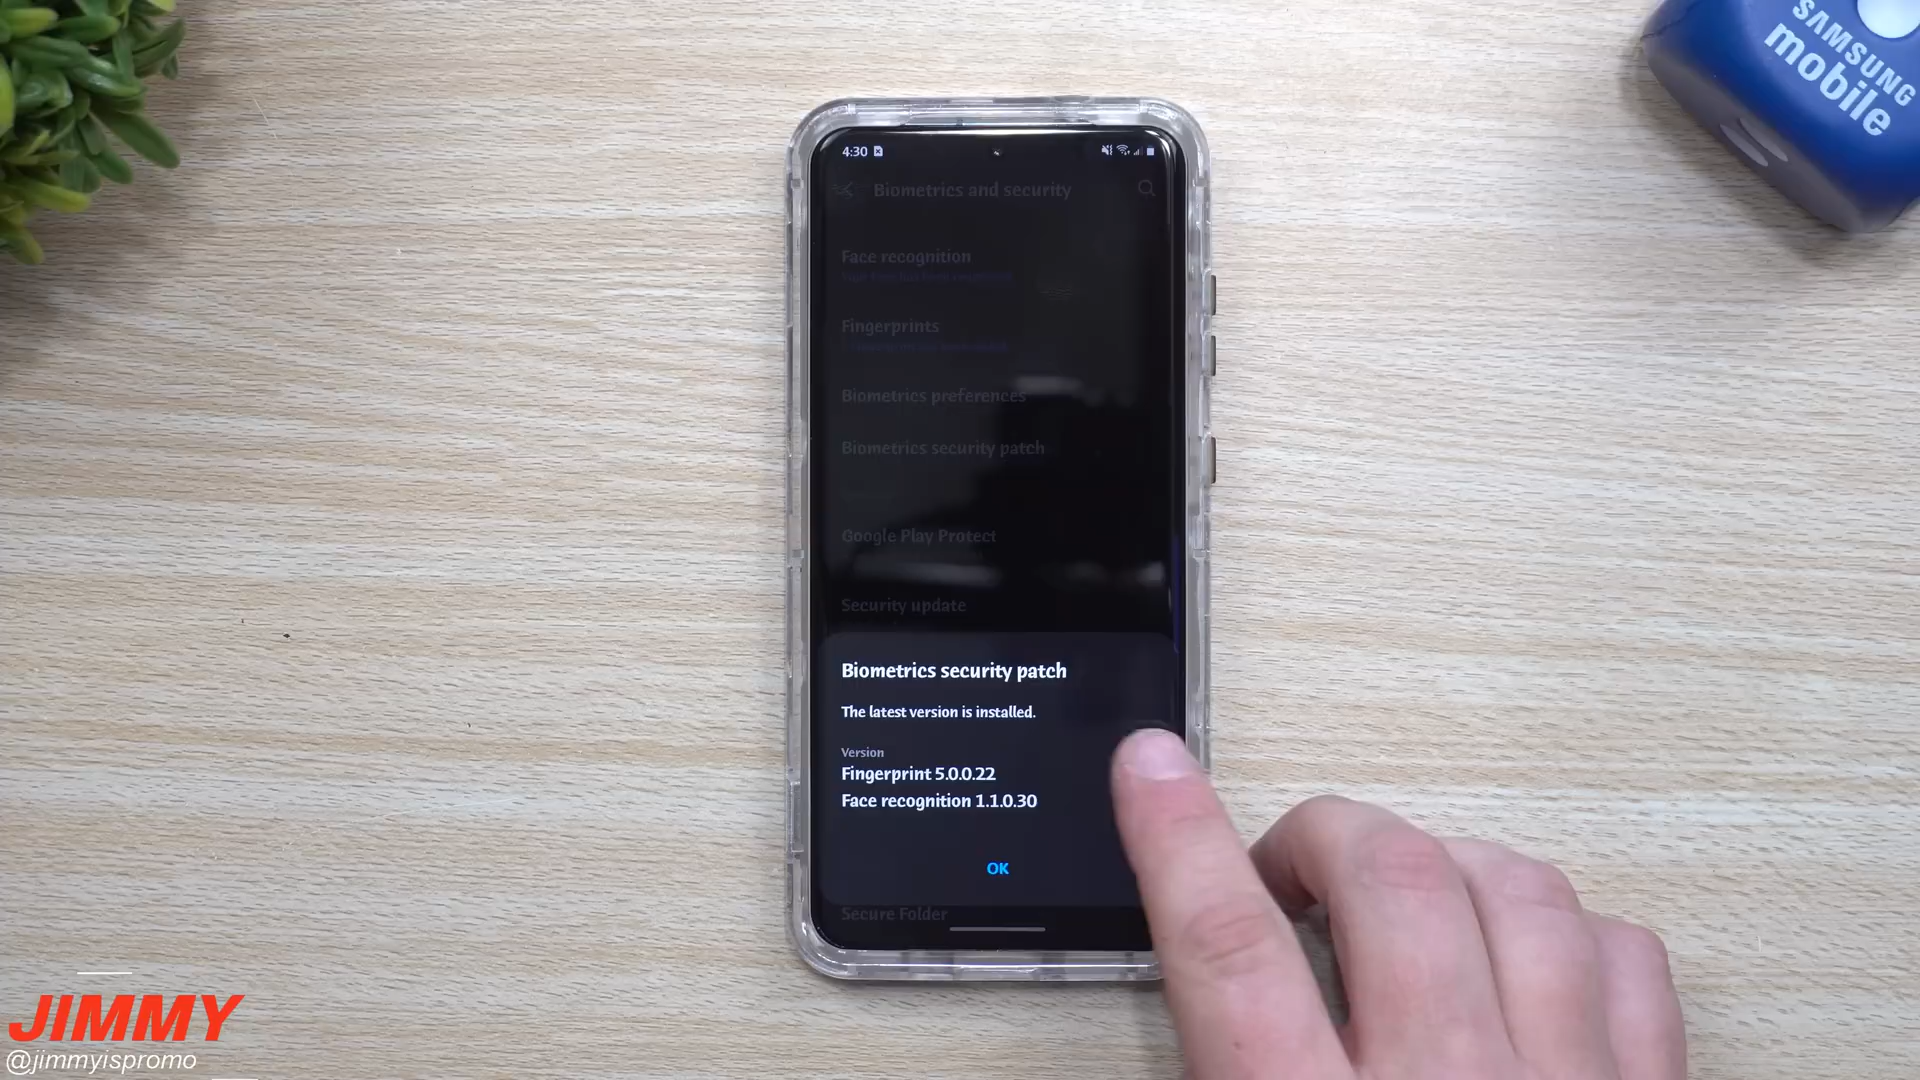 SAMSUNG
mobile
4:30
Biometrics and security
Face recognition
Fingerprints
Biometrics preferences
Biometrics security patch
Google Play Protect
Security update
Biometrics security patch
The latest version is installed.
Version
Fingerprint 5.0.0.22
Face recognition 1.1.0.30
OK
Secure Folder
JIMMY
@jimmyispromo